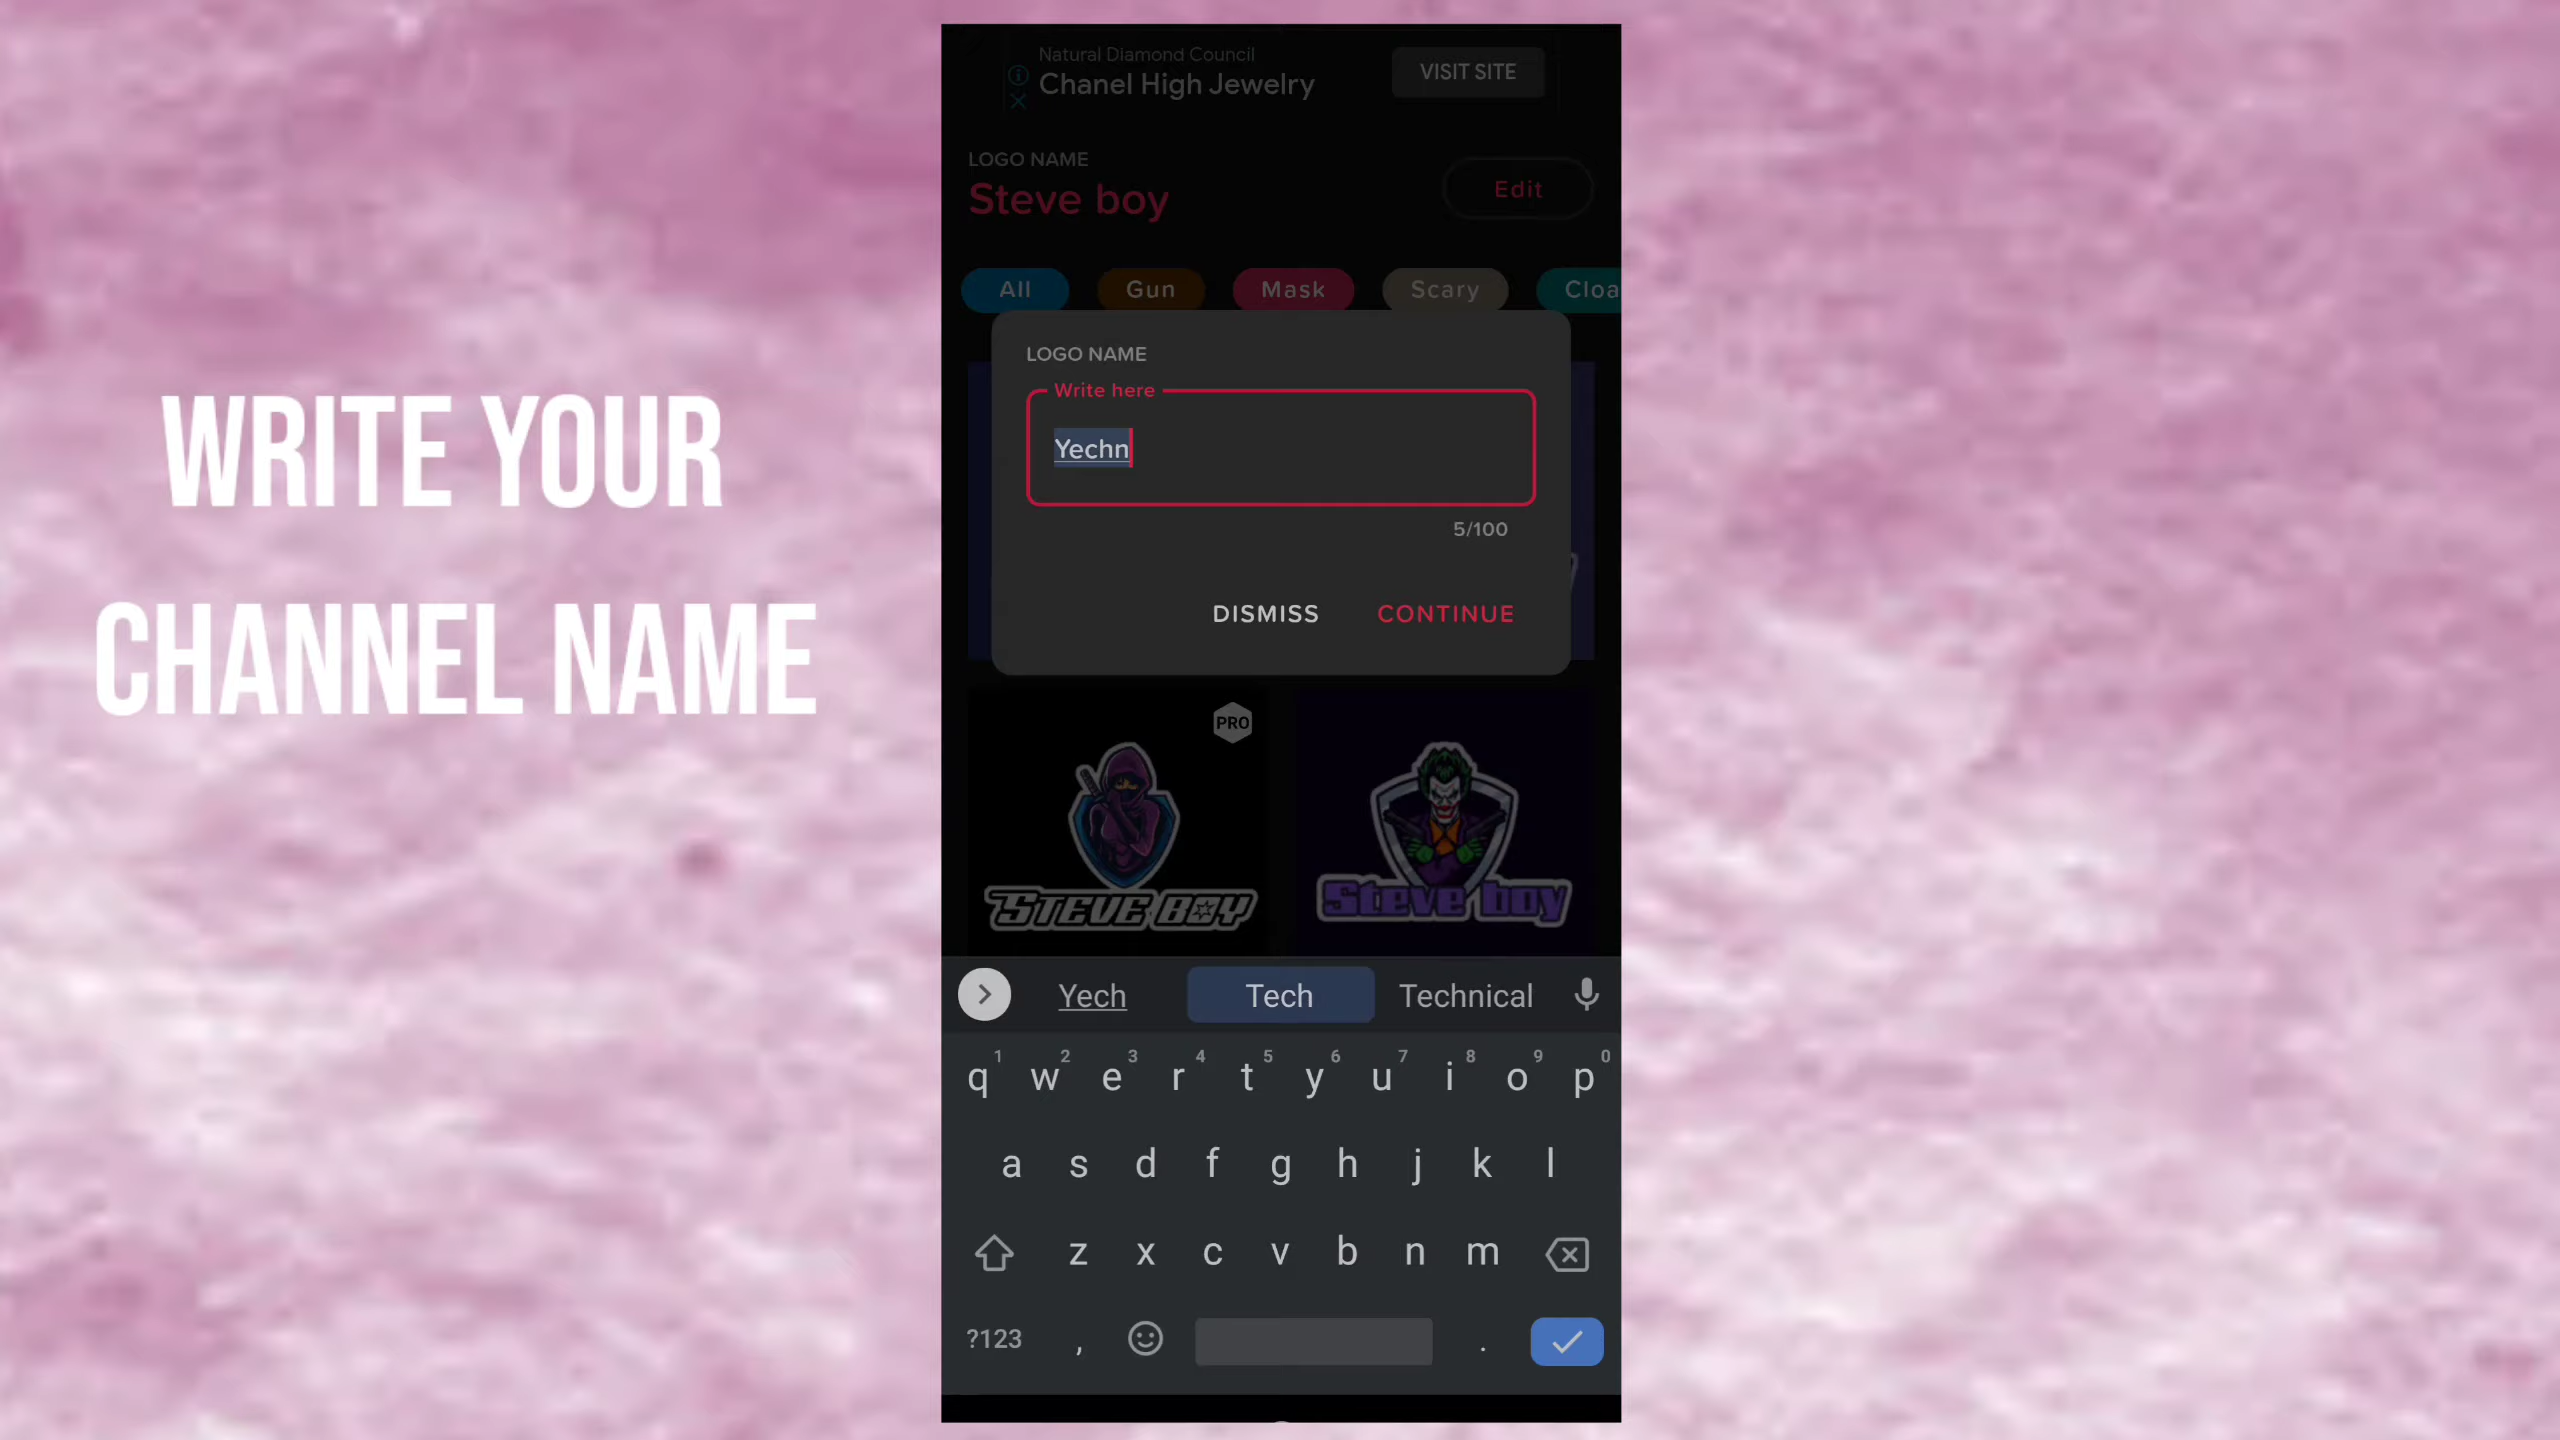 Natural Diamond Council
Chanel High Jewelry
VISIT SITE
LOGO NAME
Steve boy
Edit
All
Gun
Mask
Scary
Cloa
LOGO NAME
Write here
Yechn
5/100
DISMISS
CONTINUE
WRITE YOUR
CHANNEL NAME
PRO
STEVE BOY
Steve boy
Yech
Tech
Technical
1 2 3 4 5 6 7 8 9 0
q w e r t y u i o p
a s d f g h j k l
z x c v b n m
?123 , .